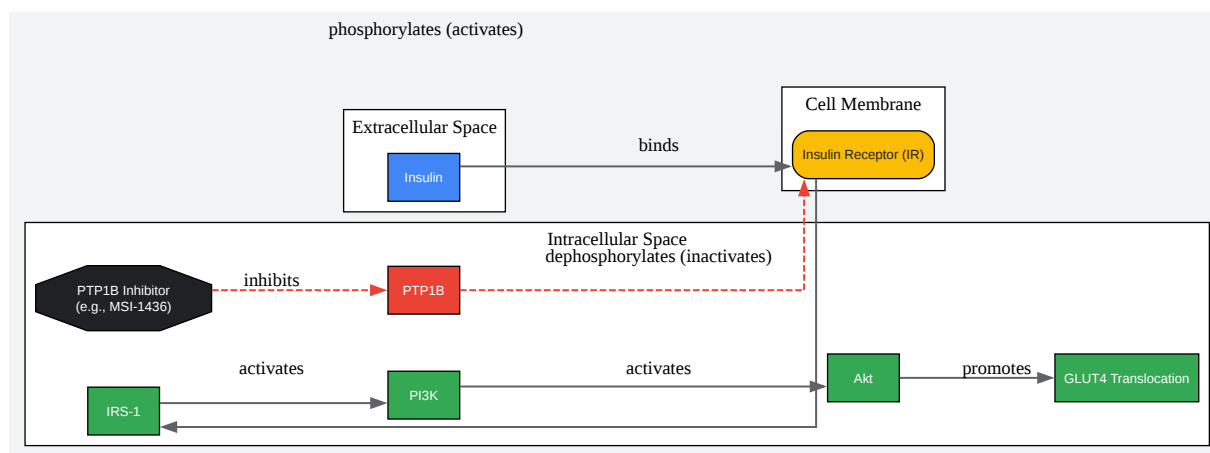 phosphorylates (activates)
Cell Membrane
Extracellular Space
binds
Insulin Receptor (IR)
Insulin
Intracellular Space
dephosphorylates (inactivates)
inhibits
PTP1B Inhibitor
(e.g., MSI-1436)
PTP1B
activates
activates
promotes
IRS-1
PI3K
Akt
GLUT4 Translocation